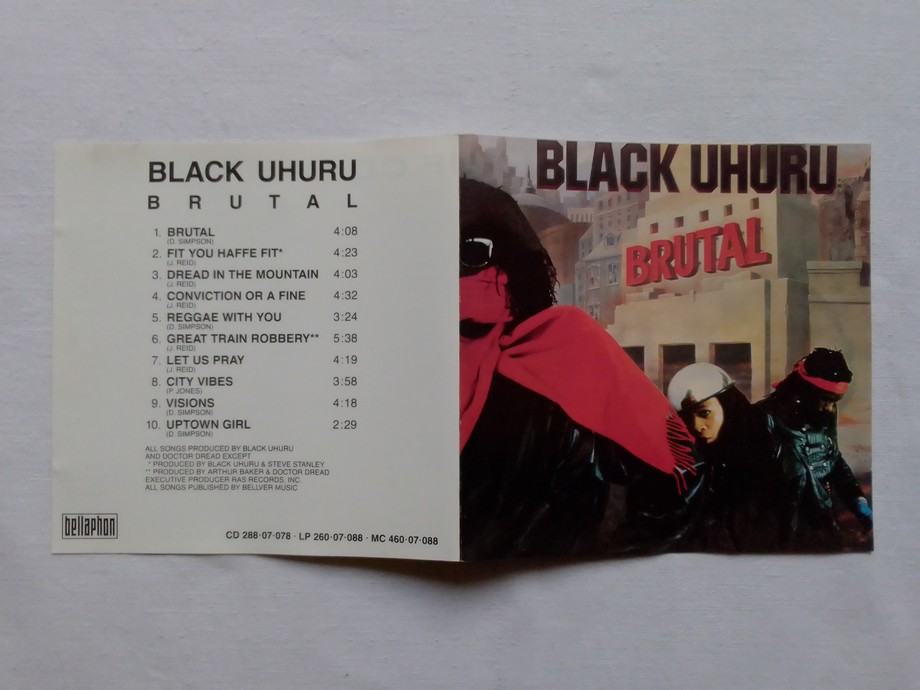 BLACK UHURU
BRUTAL
1. BRUTAL 4:08
(D. SIMPSON)
2. FIT YOU HAFFE FIT* 4:23
(J. REID)
3. DREAD IN THE MOUNTAIN 4:03
(J. REID)
4. CONVICTION OR A FINE 4:32
(J. REID)
5. REGGAE WITH YOU 3:24
(D. SIMPSON)
6. GREAT TRAIN ROBBERY** 5:38
(J. REID)
7. LET US PRAY 4:19
(J. REID)
8. CITY VIBES 3:58
(P. JONES)
9. VISIONS 4:18
(D. SIMPSON)
10. UPTOWN GIRL 2:29
(D. SIMPSON)
ALL SONGS PRODUCED BY BLACK UHURU
AND DOCTOR DREAD EXCEPT
* PRODUCED BY BLACK UHURU & STEVE STANLEY
** PRODUCED BY ARTHUR BAKER & DOCTOR DREAD
EXECUTIVE PRODUCER RAS RECORDS, INC.
ALL SONGS PUBLISHED BY BELLVER MUSIC
bellaphon
CD 288·07·078 · LP 260·07·088 · MC 460·07·088
BLACK UHURU
BRUTAL